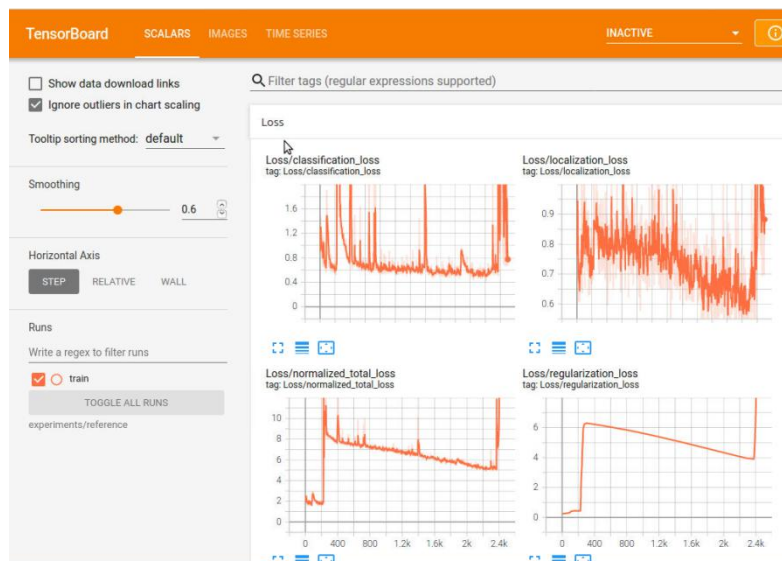 TensorBoard SCALARS IMAGES TIME SERIES INACTIVE
Show data download links
Ignore outliers in chart scaling
Tooltip sorting method: default
Smoothing
0.6
Horizontal Axis
STEP RELATIVE WALL
Runs
Write a regex to filter runs
train
TOGGLE ALL RUNS
experiments/reference
Filter tags (regular expressions supported)
Loss
Loss/classification_loss
tag: Loss/classification_loss
1.6
1.2
0.8
0.4
0
Loss/localization_loss
tag: Loss/localization_loss
0.9
0.8
0.7
0.6
Loss/normalized_total_loss
tag: Loss/normalized_total_loss
10
8
6
4
2
0
0 400 800 1.2k 1.6k 2k 2.4k
Loss/regularization_loss
tag: Loss/regularization_loss
6
4
2
0
0 400 800 1.2k 1.6k 2k 2.4k